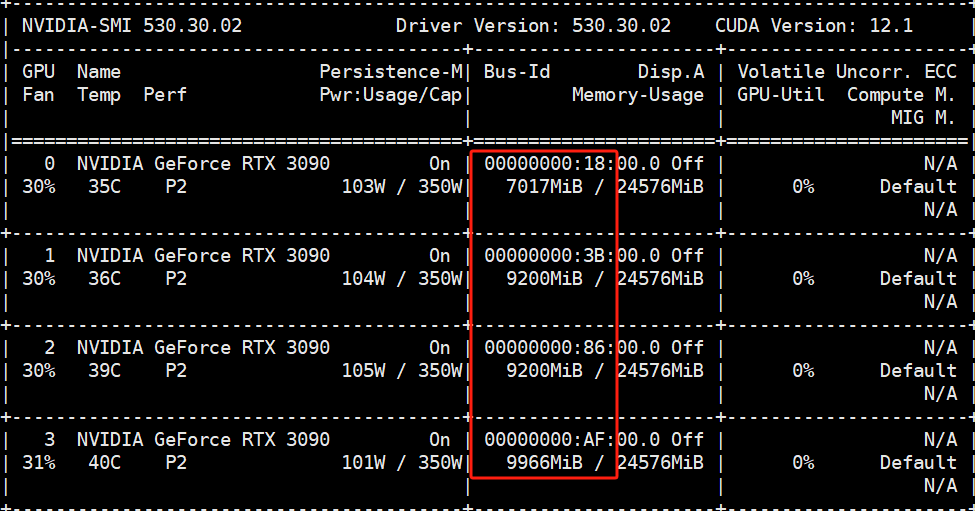 NVIDIA-SMI 530.30.02 Driver Version: 530.30.02 CUDA Version: 12.1
GPU Name Persistence-M| Bus-Id Disp.A | Volatile Uncorr. ECC
Fan Temp Perf Pwr:Usage/Cap| Memory-Usage | GPU-Util Compute M.
MIG M.
0 NVIDIA GeForce RTX 3090 On | 00000000:18:00.0 Off | N/A
30% 35C P2 103W / 350W| 7017MiB / 24576MiB | 0% Default
N/A
1 NVIDIA GeForce RTX 3090 On | 00000000:3B:00.0 Off | N/A
30% 36C P2 104W / 350W| 9200MiB / 24576MiB | 0% Default
N/A
2 NVIDIA GeForce RTX 3090 On | 00000000:86:00.0 Off | N/A
30% 39C P2 105W / 350W| 9200MiB / 24576MiB | 0% Default
N/A
3 NVIDIA GeForce RTX 3090 On | 00000000:AF:00.0 Off | N/A
31% 40C P2 101W / 350W| 9966MiB / 24576MiB | 0% Default
N/A